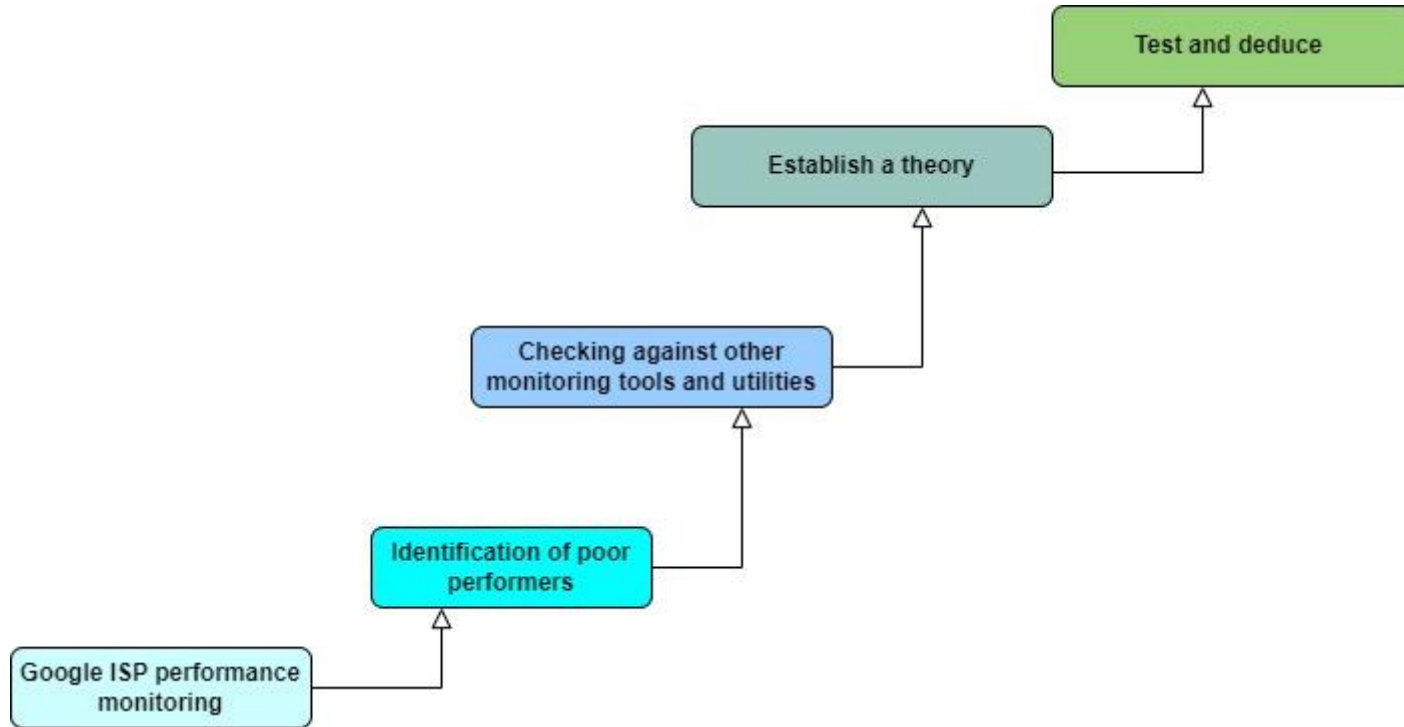 Test and deduce
Establish a theory
Checking against other
monitoring tools and utilities
Identification of poor
performers
Google ISP performance
monitoring